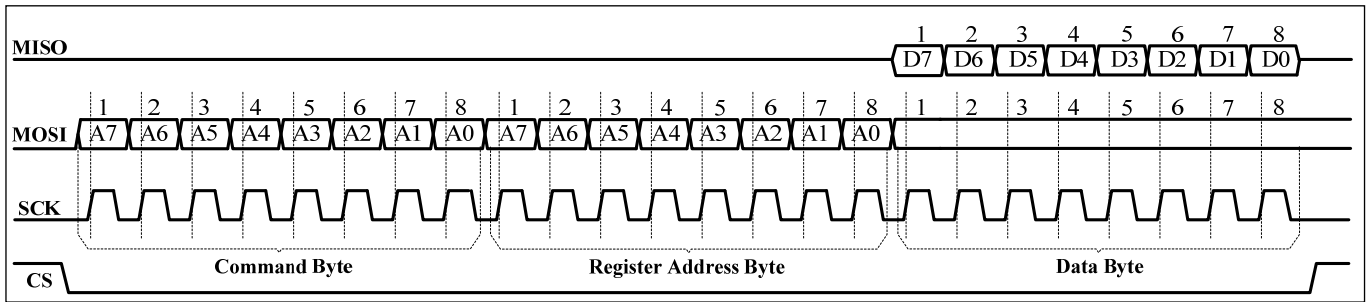 1 2 3 4 5 6 7 8
MISO D7 D6 D5 D4 D3 D2 D1 D0
1 2 3 4 5 6 7 8 1 2 3 4 5 6 7 8 1 2 3 4 5 6 7 8
MOSI A7 A6 A5 A4 A3 A2 A1 A0 A7 A6 A5 A4 A3 A2 A1 A0
SCK
Command Byte Register Address Byte Data Byte
CS